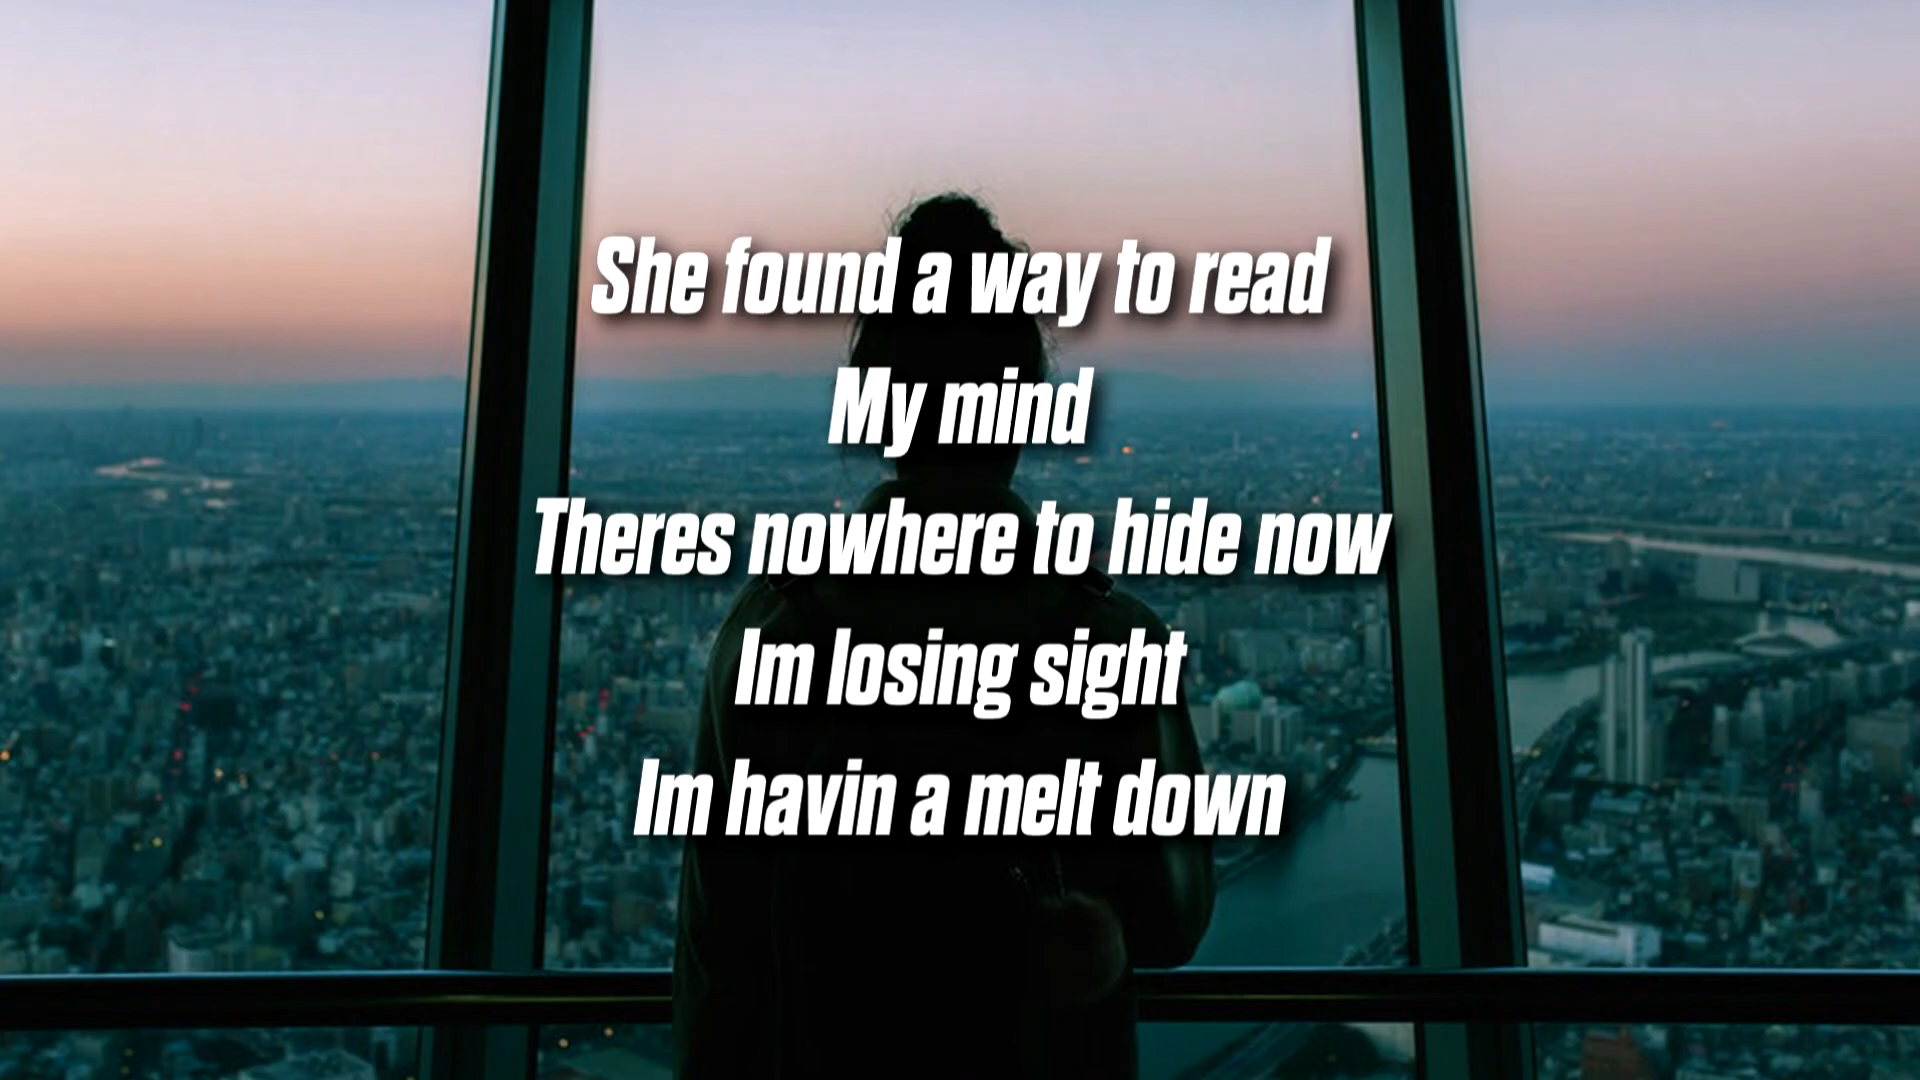 She found a way to read
My mind
Theres nowhere to hide now
Im losing sight
Im havin a melt down